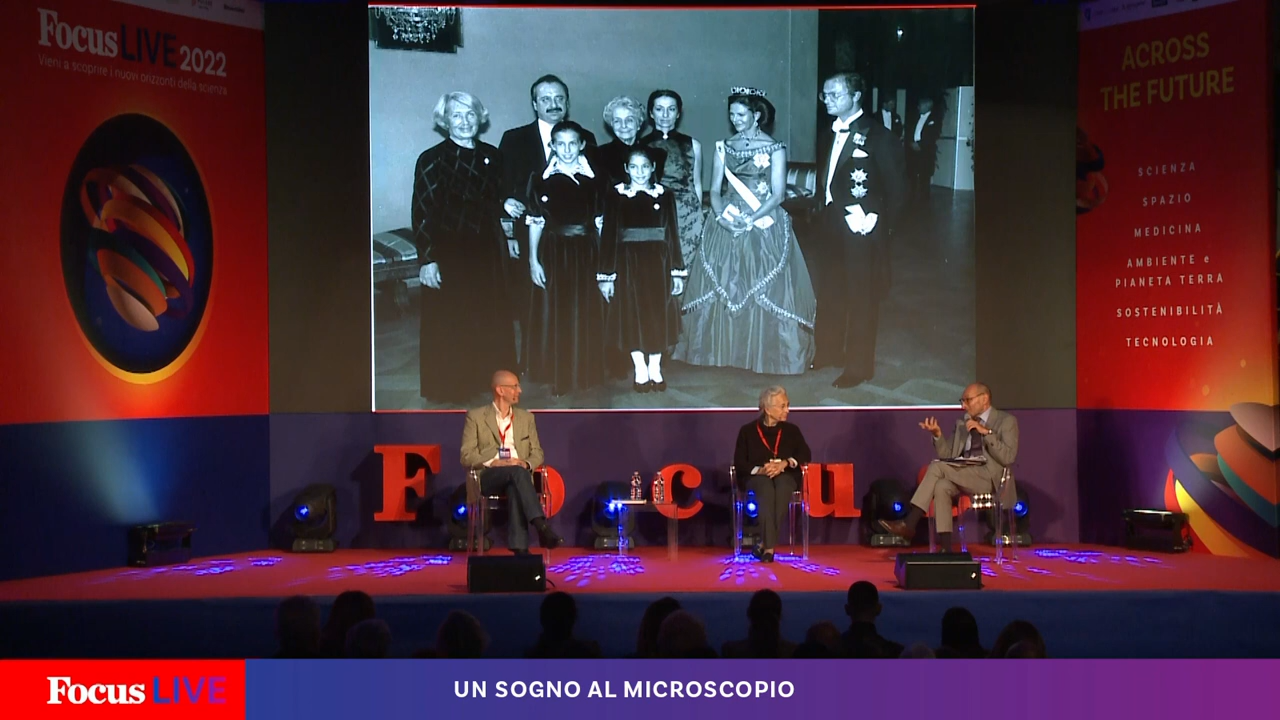 Focus LIVE 2022
Vieni a scoprire i nuovi orizzonti della scienza
ACROSS
THE FUTURE
SCIENZA
SPAZIO
MEDICINA
AMBIENTE e
PIANETA TERRA
SOSTENIBILITÀ
TECNOLOGIA
Focus
Focus LIVE
UN SOGNO AL MICROSCOPIO